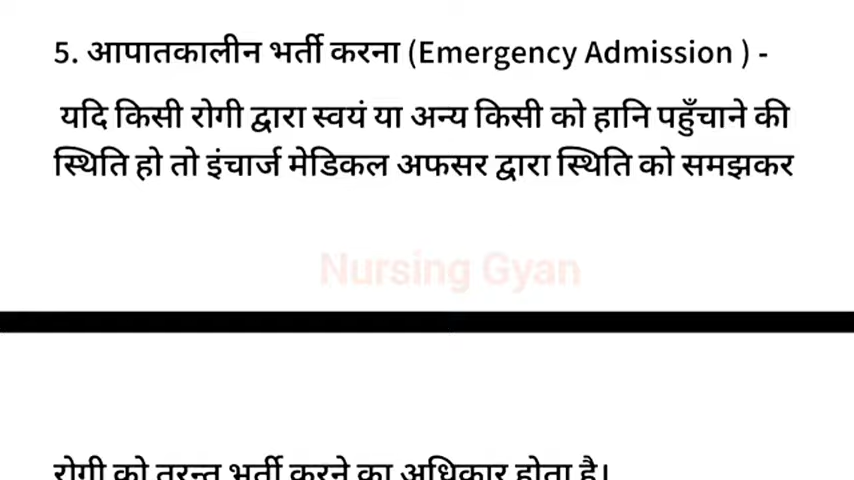 5. आपातकालीन भर्ती करना (Emergency Admission ) -
यदि किसी रोगी द्वारा स्वयं या अन्य किसी को हानि पहुँचाने की
स्थिति हो तो इंचार्ज मेडिकल अफसर द्वारा स्थिति को समझकर
Nursing Gyan
रोगी को तुरन्त भर्ती करने का अधिकार होता है।